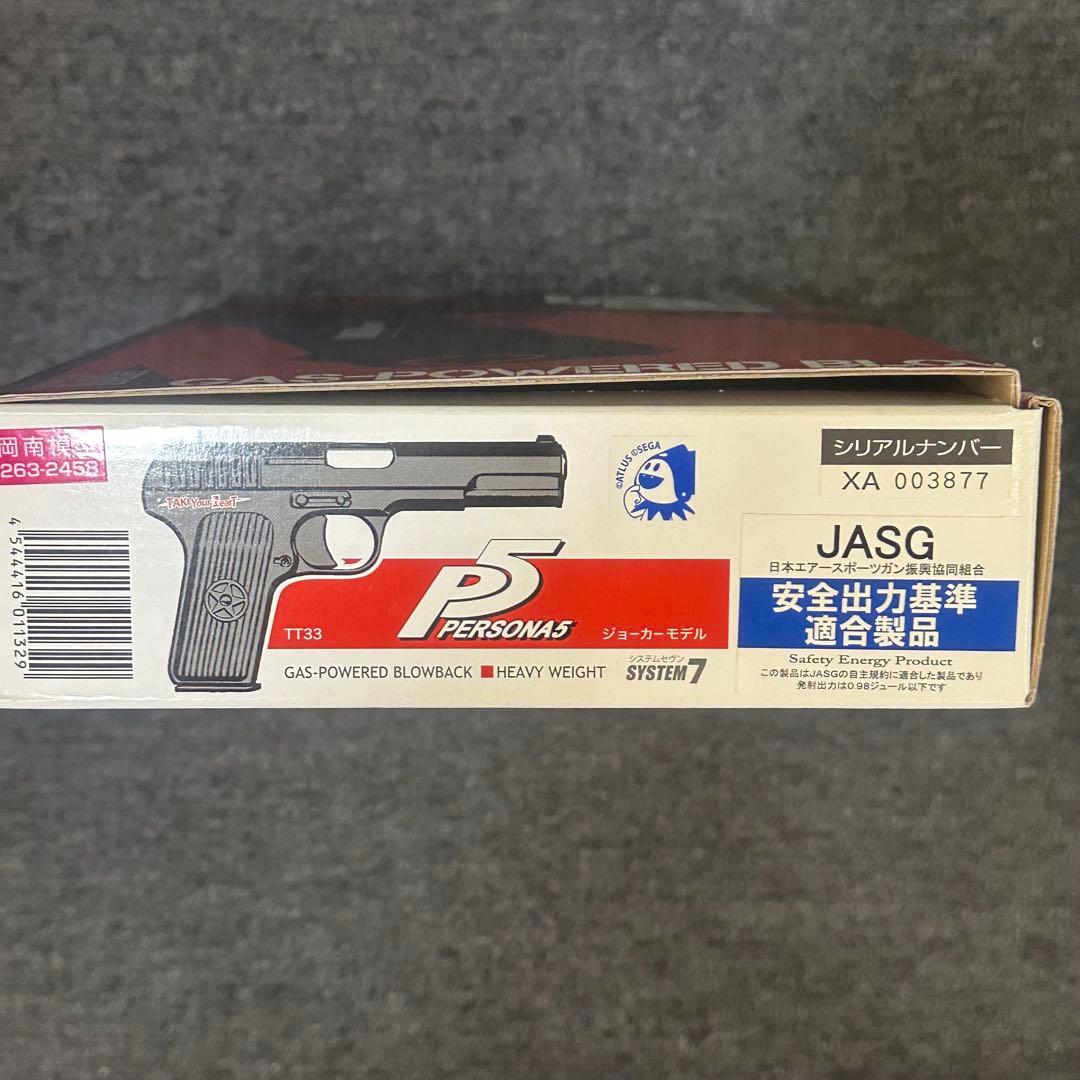 GAS-POWERED BLO
岡南模
263-2458
TAKE Your Heart
©ATLUS ©SEGA
シリアルナンバー
XA 003877
4 544416 011329
P5
PERSONA5
TT33
ジョーカーモデル
GAS-POWERED BLOWBACK ■HEAVY WEIGHT
システムセヴン
SYSTEM 7
JASG
日本エアースポーツガン振興協同組合
安全出力基準
適合製品
Safety Energy Product
この製品はJASGの自主規約に適合した製品であり
発射出力は0.98ジュール以下です